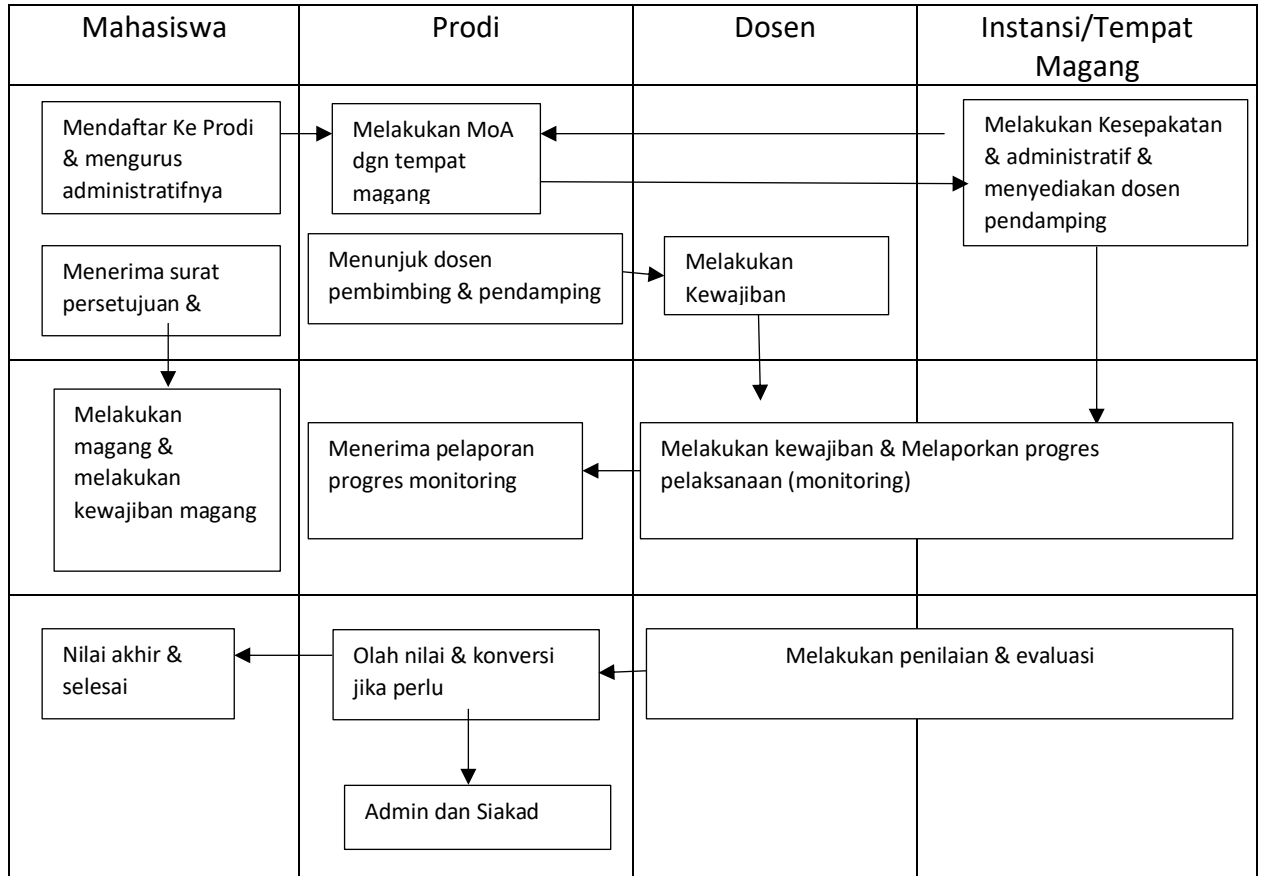 Mahasiswa
Prodi
Dosen
Instansi/Tempat
Magang
Mendaftar Ke Prodi
& mengurus
administratifnya
Melakukan MoA
dgn tempat
magang
Melakukan Kesepakatan
& administratif &
menyediakan dosen
pendamping
Menerima surat
persetujuan &
Menunjuk dosen
pembimbing & pendamping
Melakukan
Kewajiban
Melakukan
magang &
melakukan
kewajiban magang
Menerima pelaporan
progres monitoring
Melakukan kewajiban & Melaporkan progres
pelaksanaan (monitoring)
Nilai akhir &
selesai
Olah nilai & konversi
jika perlu
Melakukan penilaian & evaluasi
Admin dan Siakad